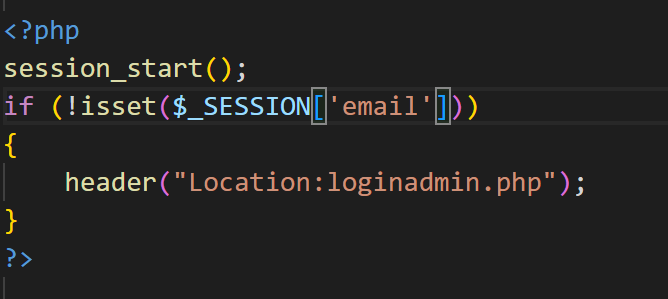 <?php
session_start();
if (!isset($_SESSION['email']))
{
    header("Location:loginadmin.php");
}
?>